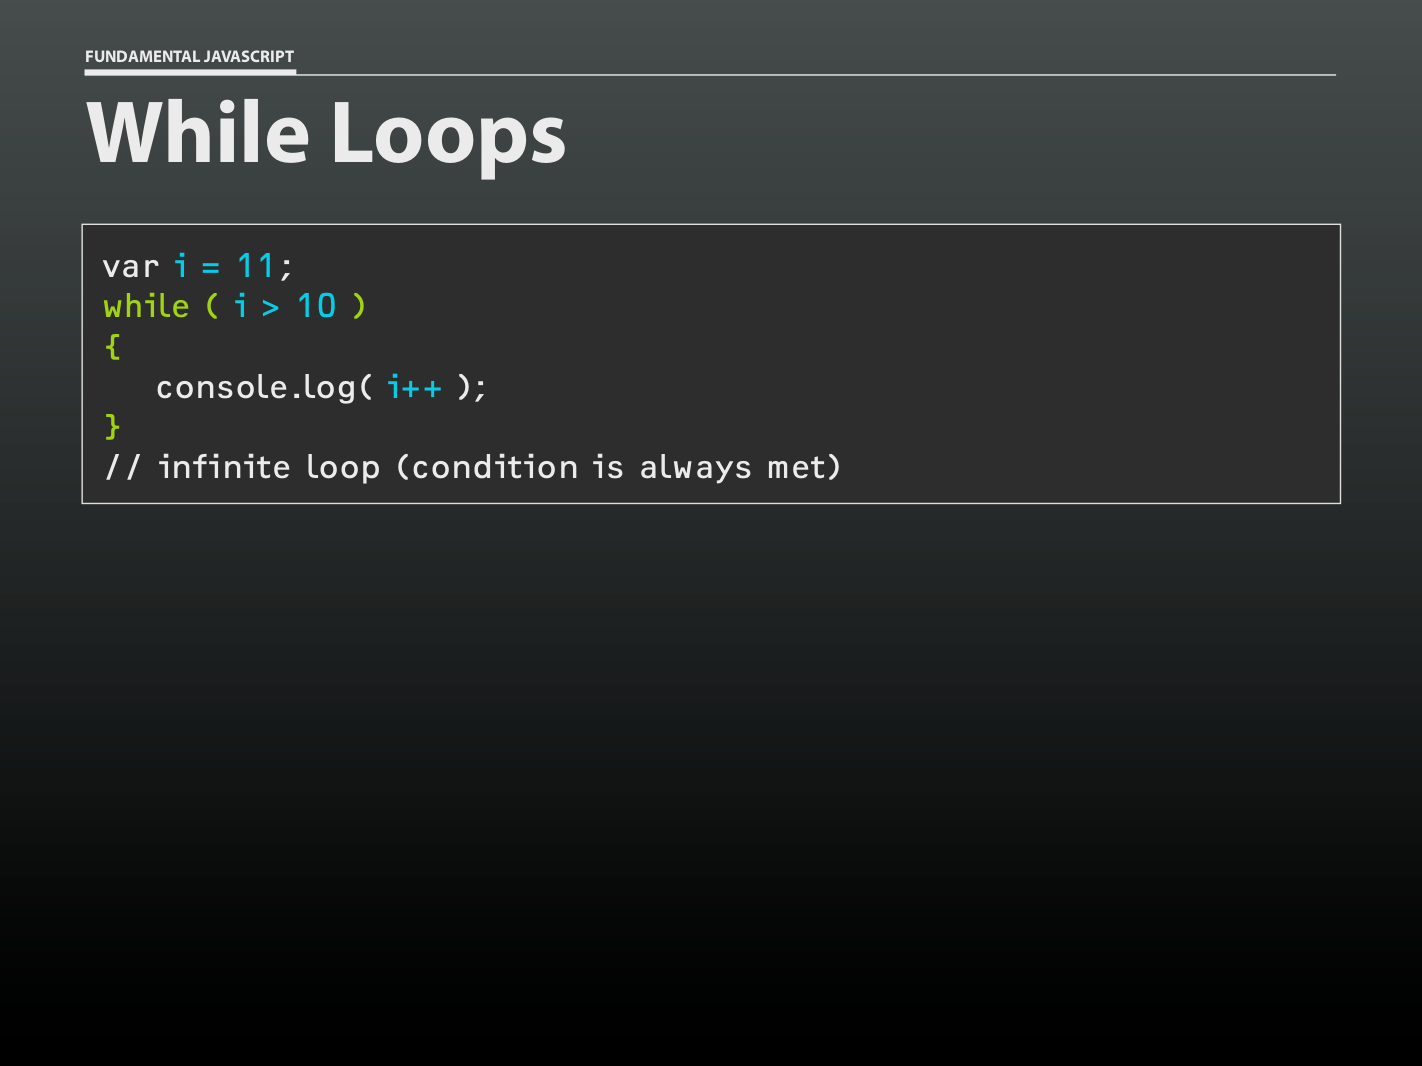 FUNDAMENTAL JAVASCRIPT
While Loops
var i = 11;
while ( i > 10 )
{
console.log( i++ );
}
// infinite loop (condition is always met)